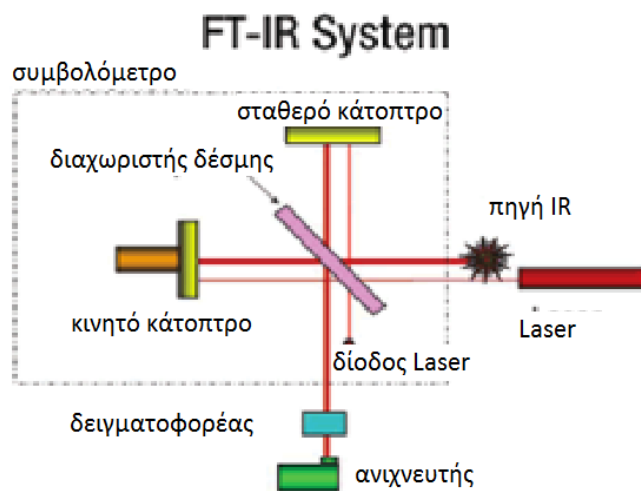 FT-IR System
συμβολόμετρο
σταθερό κάτοπτρο
διαχωριστής δέσμης
πηγή IR
κινητό κάτοπτρο
Laser
δίοδος Laser
δειγματοφορέας
ανιχνευτής